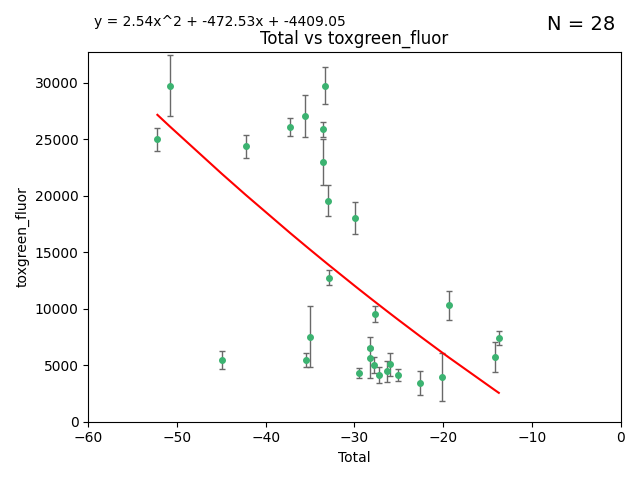 y = 2.54x^2 + -472.53x + -4409.05
N = 28
Total vs toxgreen_fluor
30000
25000
20000
15000
10000
5000
0
toxgreen_fluor
−60
−50
−40
−30
−20
−10
0
Total